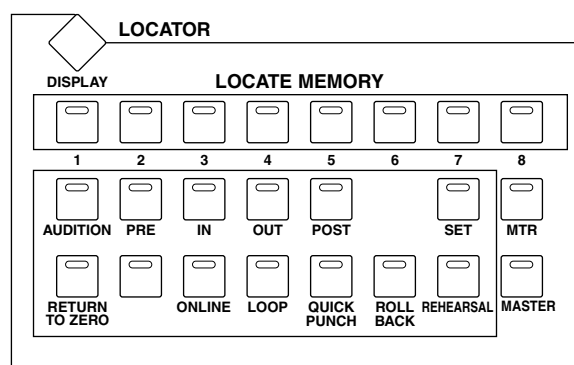 LOCATOR
DISPLAY
LOCATE MEMORY
1 2 3 4 5 6 7 8
AUDITION PRE IN OUT POST SET MTR
RETURN TO ZERO
ONLINE
LOOP
QUICK PUNCH
ROLL BACK
REHEARSAL
MASTER